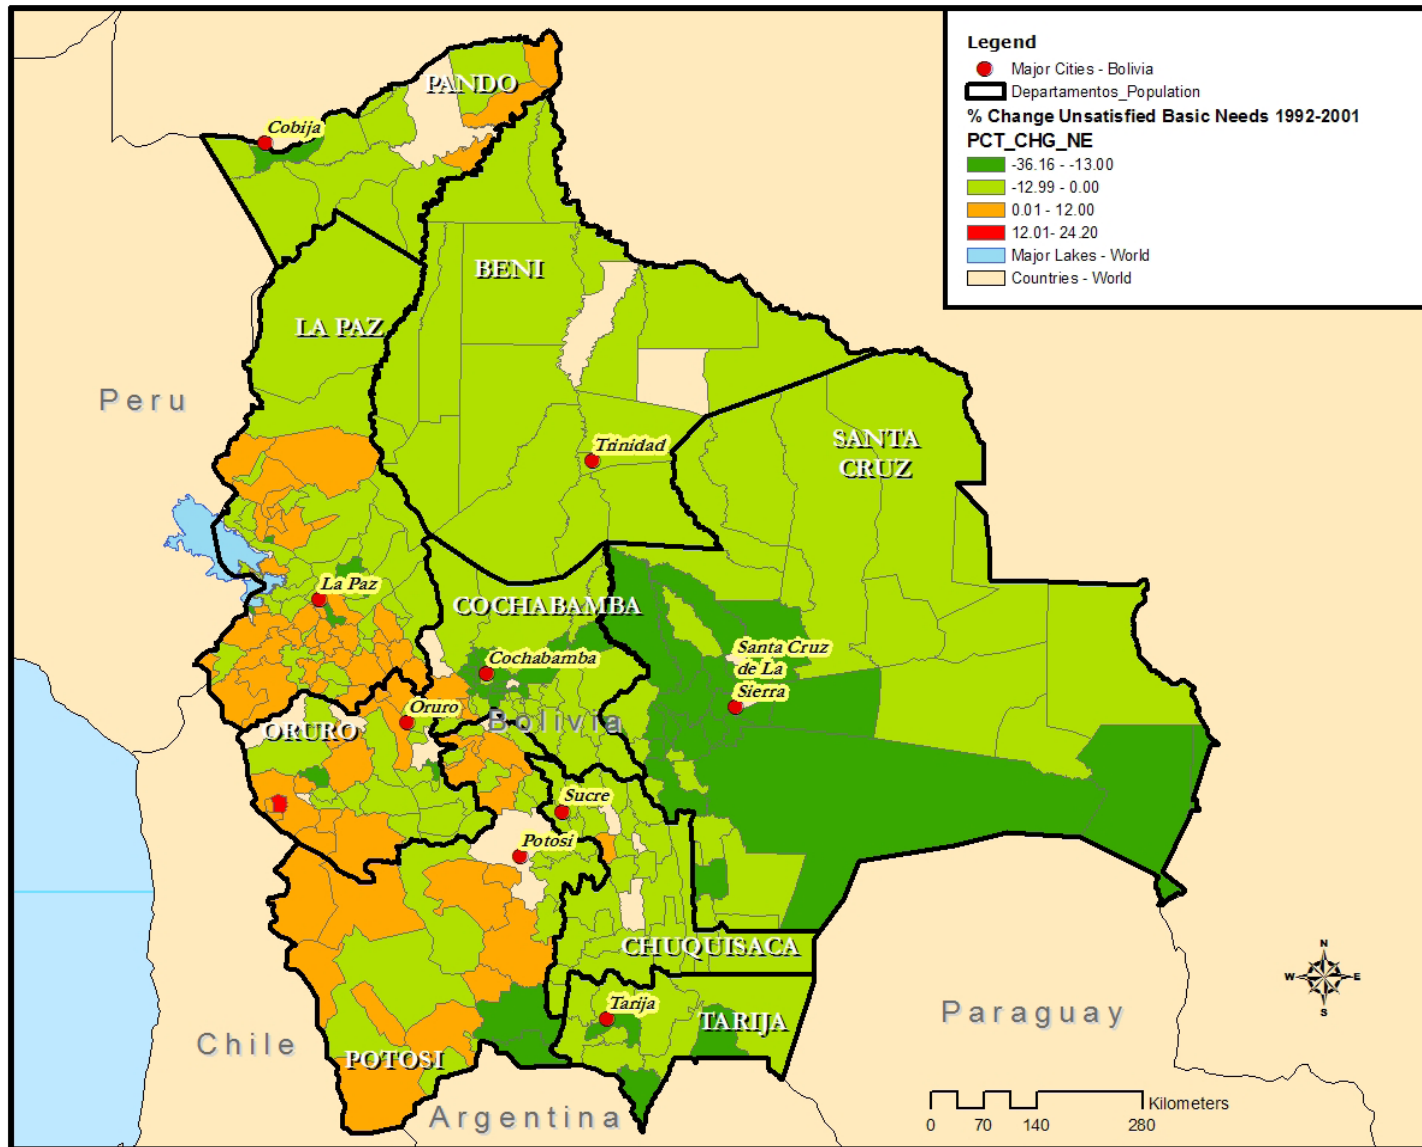 Legend
Major Cities - Bolivia
Departamentos_Population
% Change Unsatisfied Basic Needs 1992-2001
PCT_CHG_NE
-36.16 - -13.00
-12.99 - 0.00
0.01 - 12.00
12.01- 24.20
Major Lakes - World
Countries - World
PANDO
Cobija
BENI
LA PAZ
Peru
SANTA
CRUZ
Trinidad
La Paz
COCHABAMBA
Santa Cruz
de La
Sierra
Cochabamba
Oruro
Bolivia
ORURO
Sucre
Potosi
CHUQUISACA
Tarija
TARIJA
Paraguay
Chile
POTOSI
Argentina
N
W
E
S
Kilometers
0 70 140 280